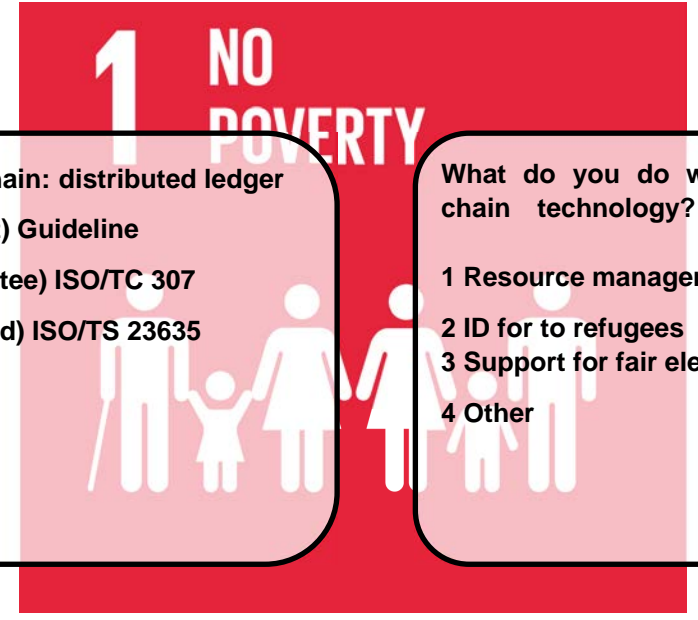 1 NO
POVERTY
ain: distributed ledger
) Guideline
tee) ISO/TC 307
d) ISO/TS 23635
What do you do w
chain technology?
1 Resource manager
2 ID for to refugees
3 Support for fair ele
4 Other